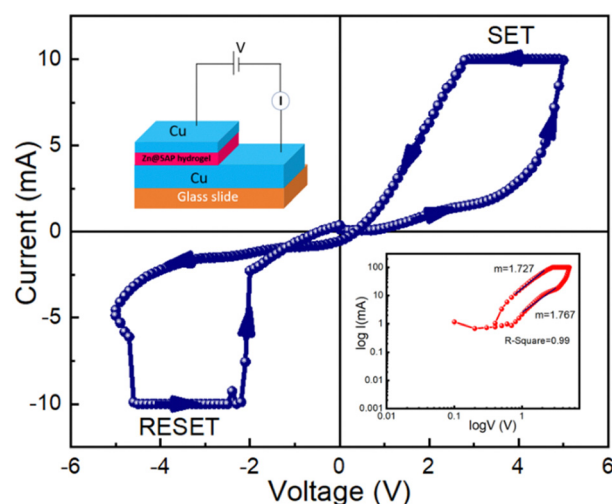 SET
V
I
Cu
Zn@SAP hydrogel
Cu
Glass slide
Current (mA)
10
5
0
-5
-10
RESET
m=1.727
m=1.767
R-Square=0.99
log I(mA)
100
10
1
0.1
0.01
0.001
0.01
0.1
1
logV (V)
-6
-4
-2
0
2
4
6
Voltage (V)